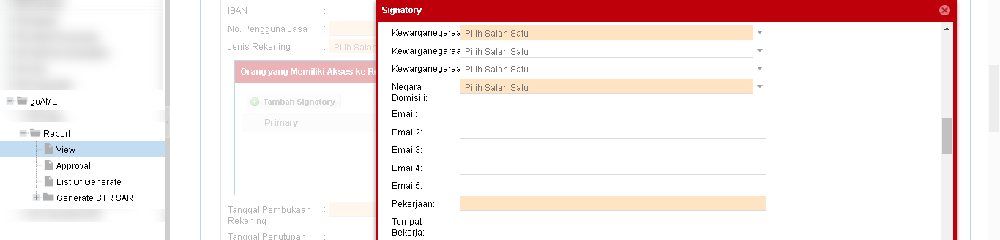 goAML
Report
View
Approval
List Of Generate
Generate STR SAR
IBAN :
No. Pengguna Jasa :
Jenis Rekening : Pilih Sala
Orang yang Memiliki Akses ke R
Tambah Signatory
Primary
Tanggal Pembukaan :
Rekening
Tanggal Penutupan :
Signatory
Kewarganegaraa Pilih Salah Satu
Kewarganegaraa Pilih Salah Satu
Kewarganegaraa Pilih Salah Satu
Negara Pilih Salah Satu
Domisili:
Email:
Email2:
Email3:
Email4:
Email5:
Pekerjaan:
Tempat
Bekerja: